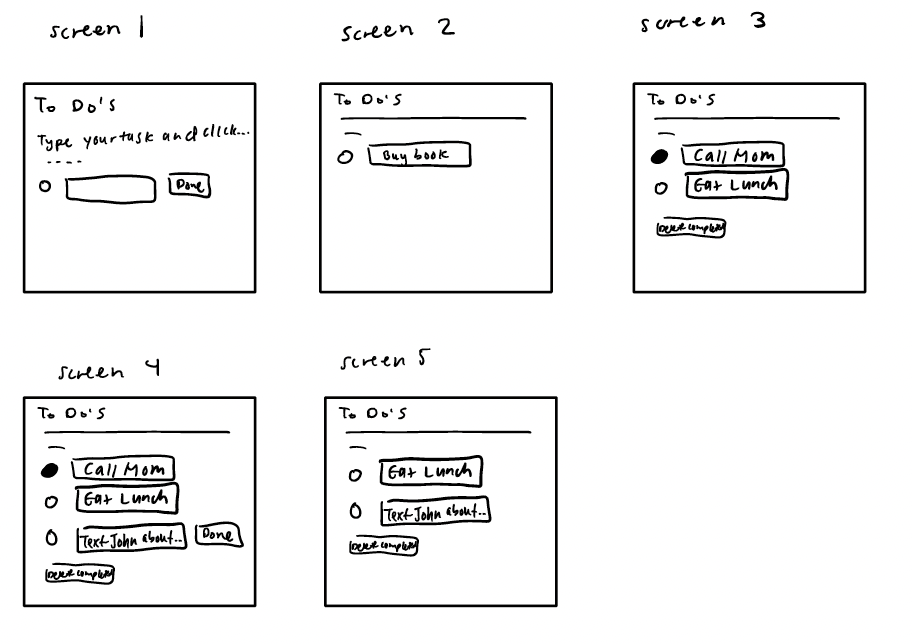 screen 1
To Do's
Type your task and click...
Done
screen 2
To Do's
Buy book
screen 3
To Do's
Call Mom
Eat Lunch
Delete completed
screen 4
To Do's
Call Mom
Eat Lunch
Text John about..
Done
Delete completed
screen 5
To Do's
Eat Lunch
Text John about..
Delete completed